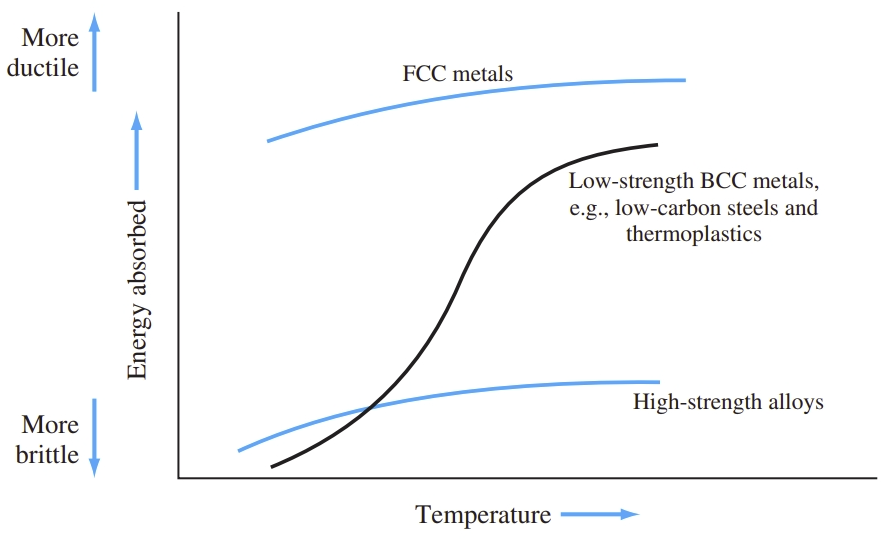 More
ductile
FCC metals
Low-strength BCC metals,
e.g., low-carbon steels and
thermoplastics
Energy absorbed
High-strength alloys
More
brittle
Temperature